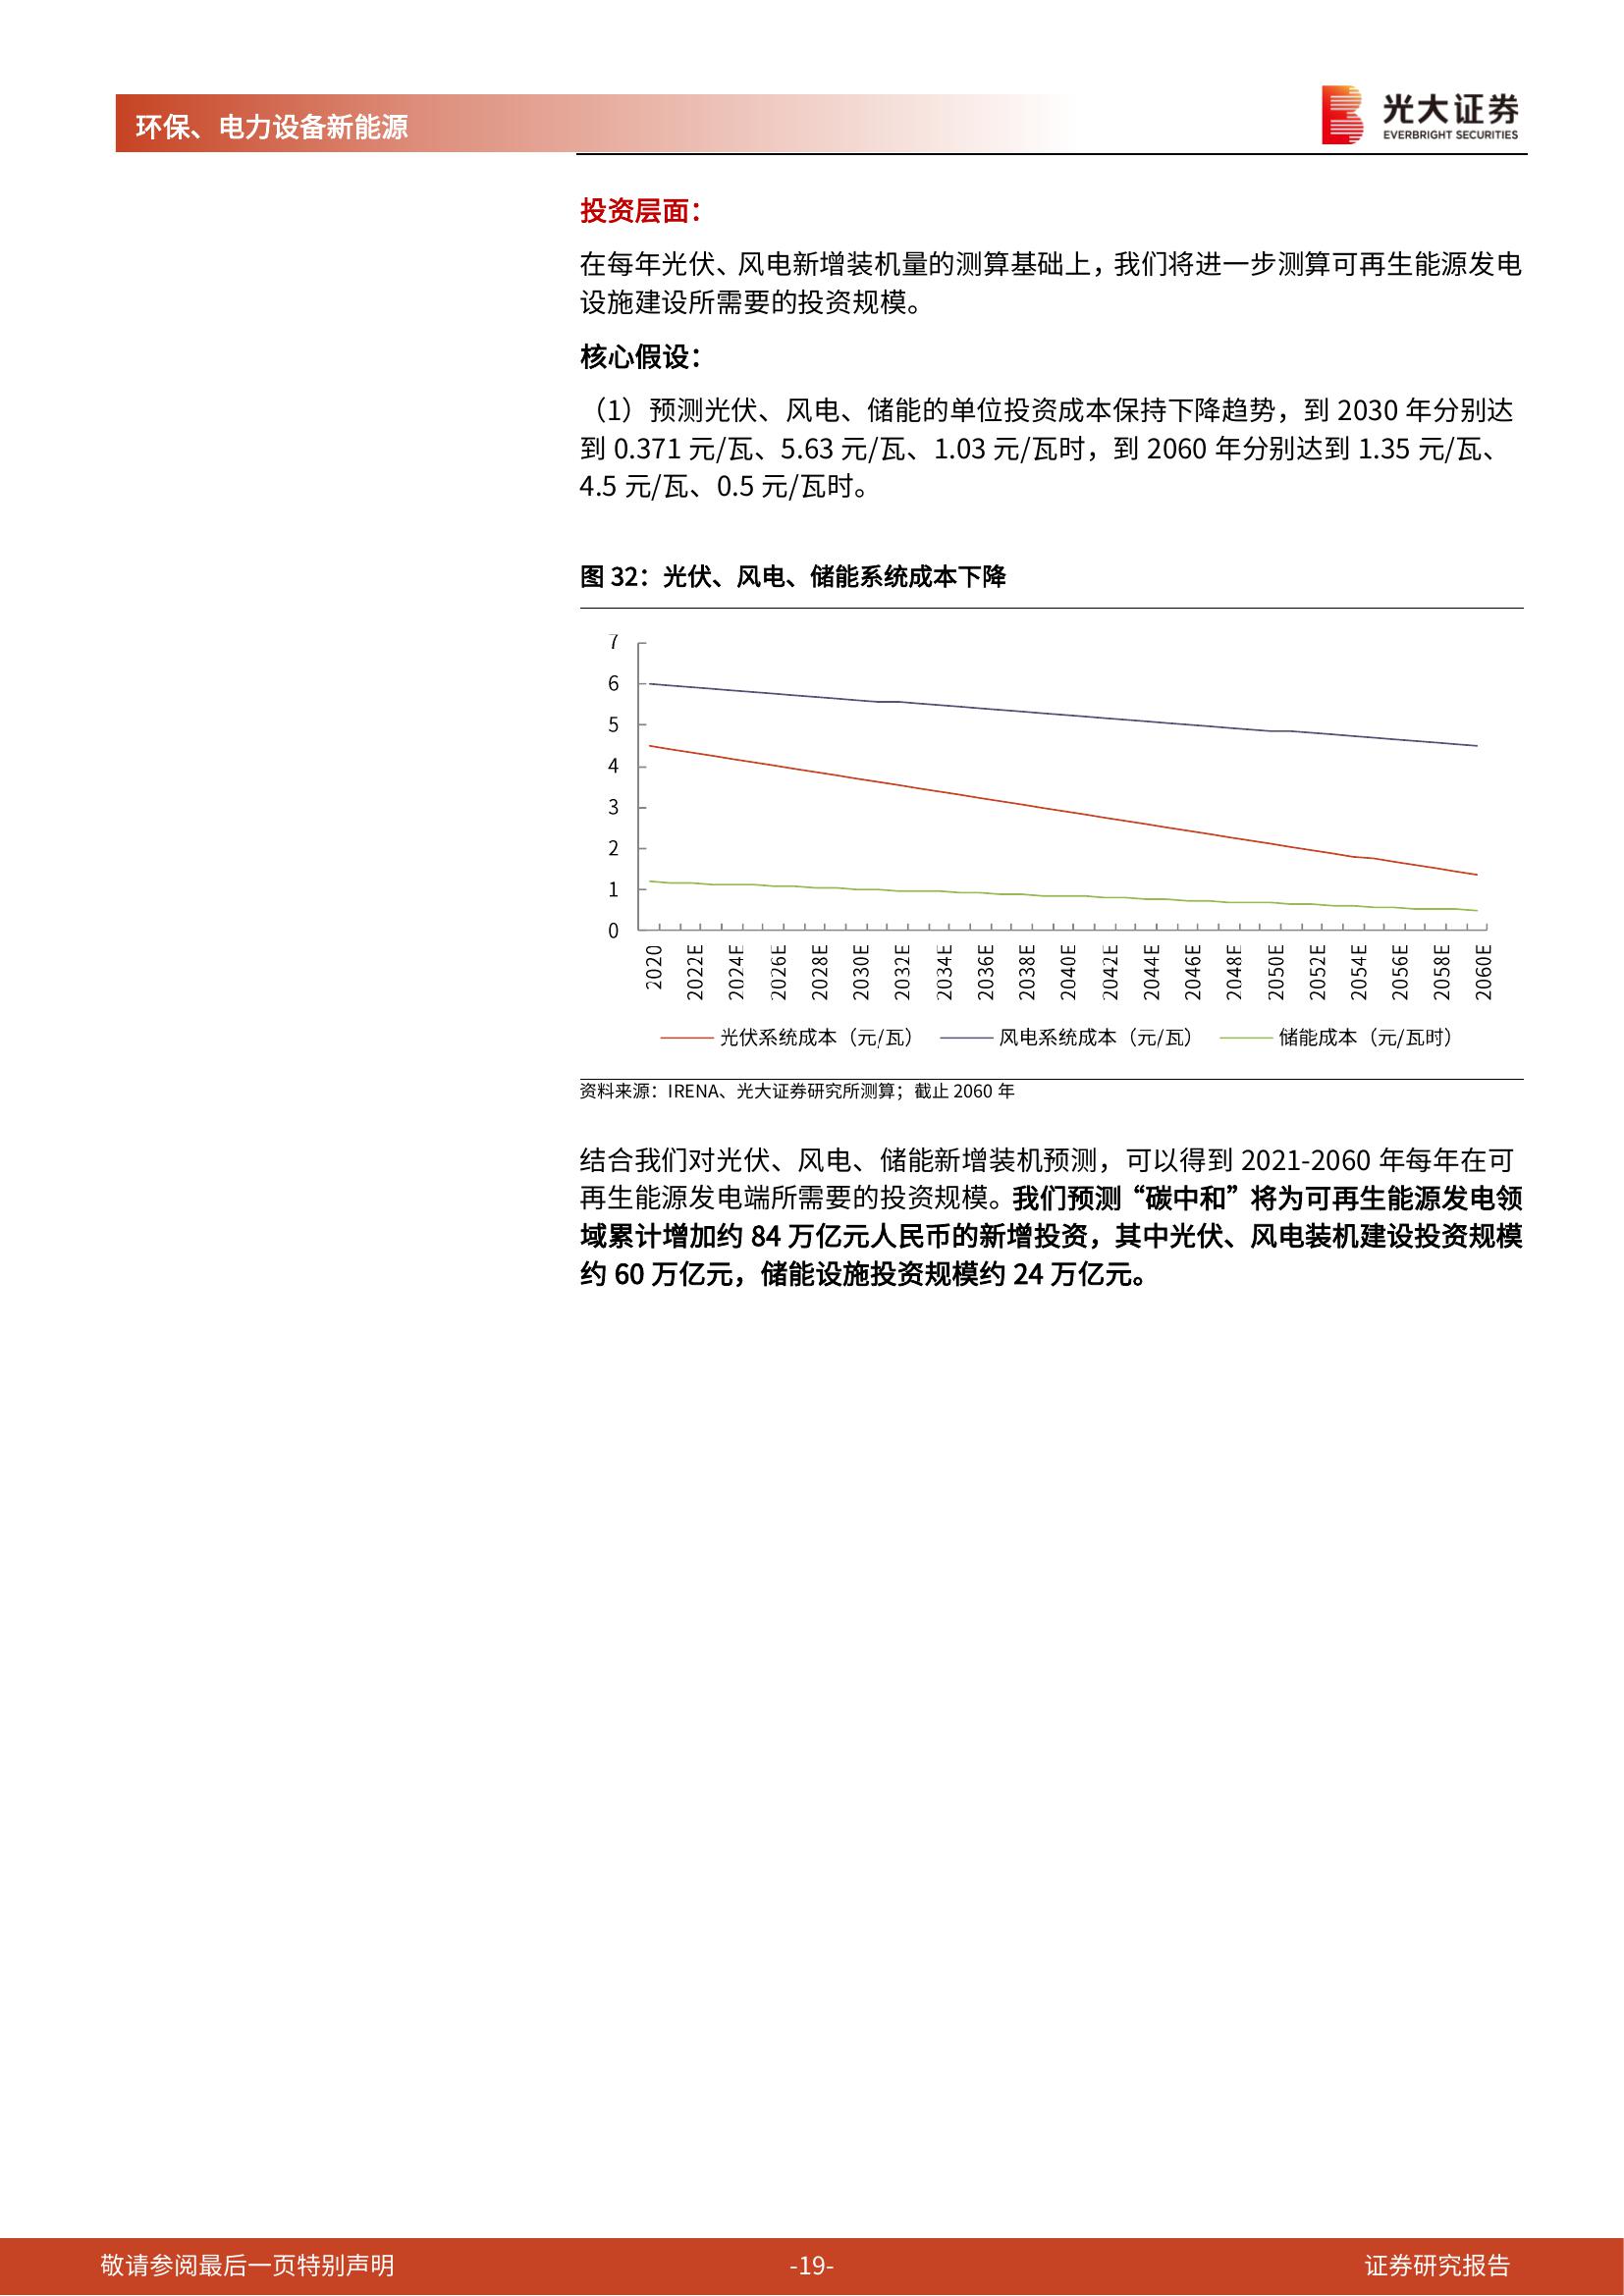 环保、电力设备新能源
光大证券
EVERBRIGHT SECURITIES
投资层面：
在每年光伏、风电新增装机量的测算基础上，我们将进一步测算可再生能源发电
设施建设所需要的投资规模。
核心假设：
（1）预测光伏、风电、储能的单位投资成本保持下降趋势，到 2030 年分别达
到 0.371 元/瓦、5.63 元/瓦、1.03 元/瓦时，到 2060 年分别达到 1.35 元/瓦、
4.5 元/瓦、0.5 元/瓦时。
图 32：光伏、风电、储能系统成本下降
7
6
5
4
3
2
1
0
2020 2022E 2024E 2026E 2028E 2030E 2032E 2034E 2036E 2038E 2040E 2042E 2044E 2046E 2048E 2050E 2052E 2054E 2056E 2058E 2060E
光伏系统成本（元/瓦） 风电系统成本（元/瓦） 储能成本（元/瓦时）
资料来源：IRENA、光大证券研究所测算；截止 2060 年
结合我们对光伏、风电、储能新增装机预测，可以得到 2021-2060 年每年在可
再生能源发电端所需要的投资规模。我们预测“碳中和”将为可再生能源发电领
域累计增加约 84 万亿元人民币的新增投资，其中光伏、风电装机建设投资规模
约 60 万亿元，储能设施投资规模约 24 万亿元。
敬请参阅最后一页特别声明 -19- 证券研究报告